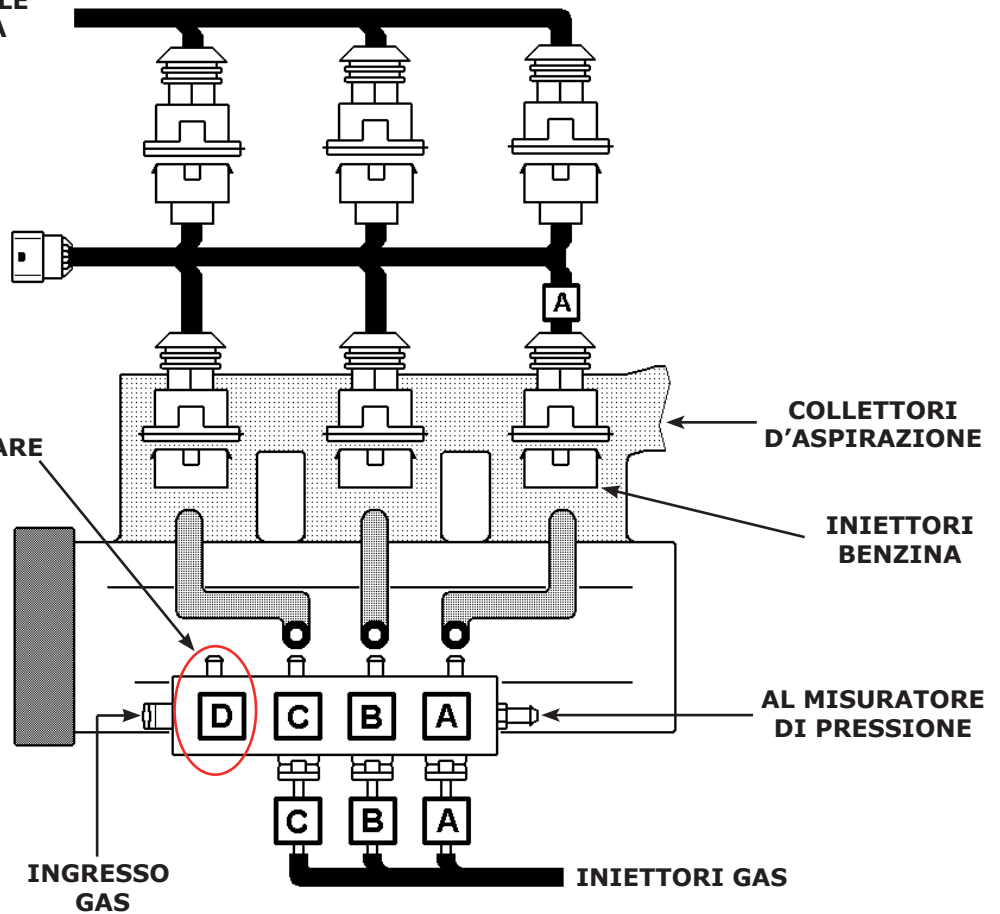 A
COLLETTORI
D'ASPIRAZIONE
INIETTORI
BENZINA
D
C
B
A
AL MISURATORE
DI PRESSIONE
C
B
A
INGRESSO
GAS
INIETTORI GAS